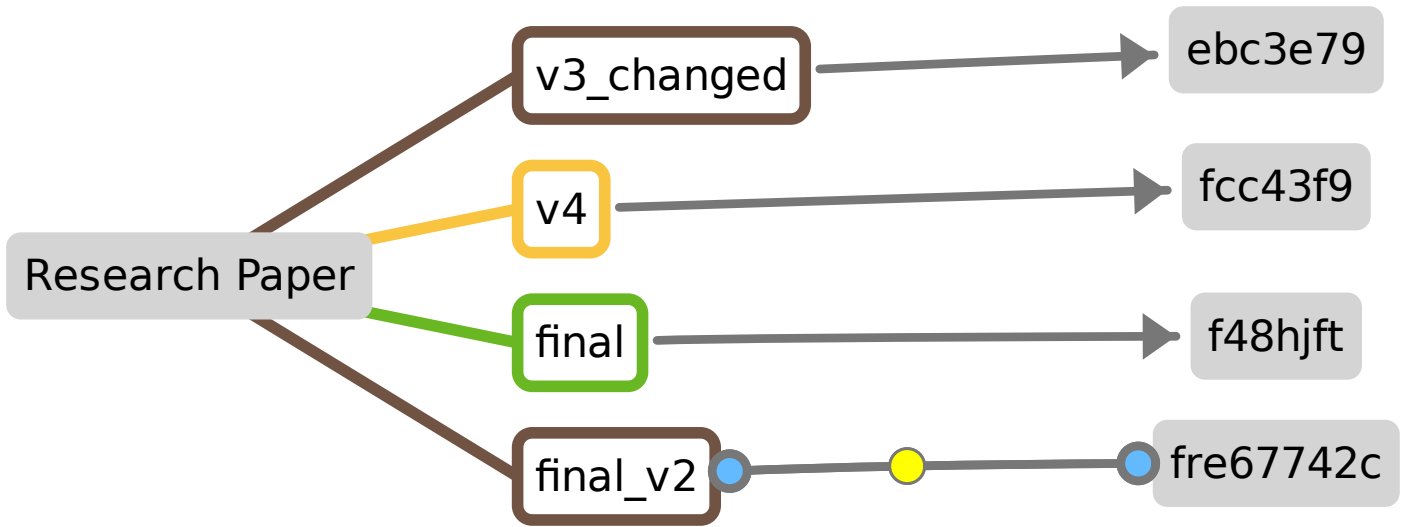 Research Paper
v3_changed
ebc3e79
v4
fcc43f9
final
f48hjft
final_v2
fre67742c